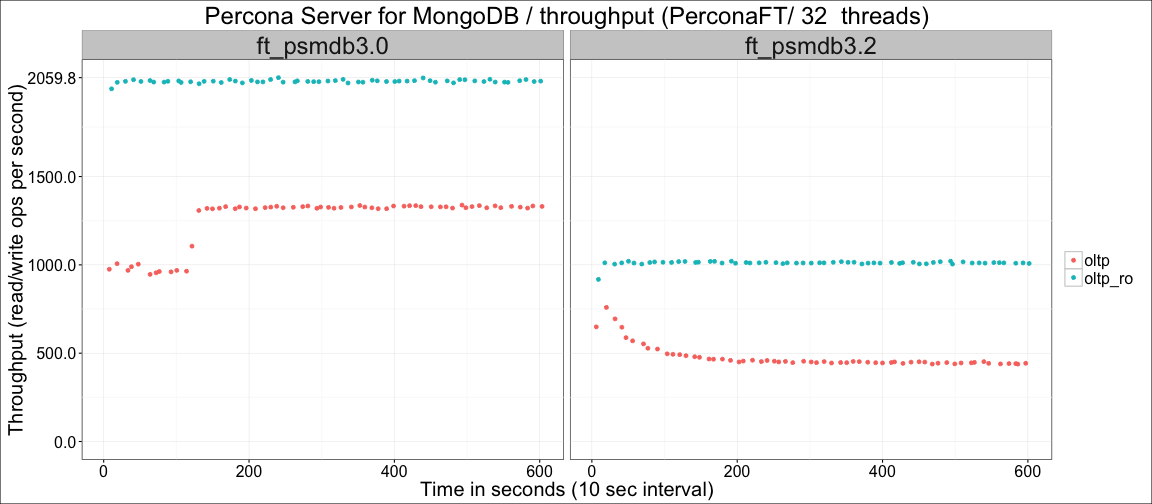 Percona Server for MongoDB / throughput (PerconaFT/ 32  threads)
ft_psmdb3.0
ft_psmdb3.2
Throughput (read/write ops per second)
2059.8
1500.0
1000.0
500.0
0.0
0 200 400 600
0 200 400 600
Time in seconds (10 sec interval)
oltp
oltp_ro